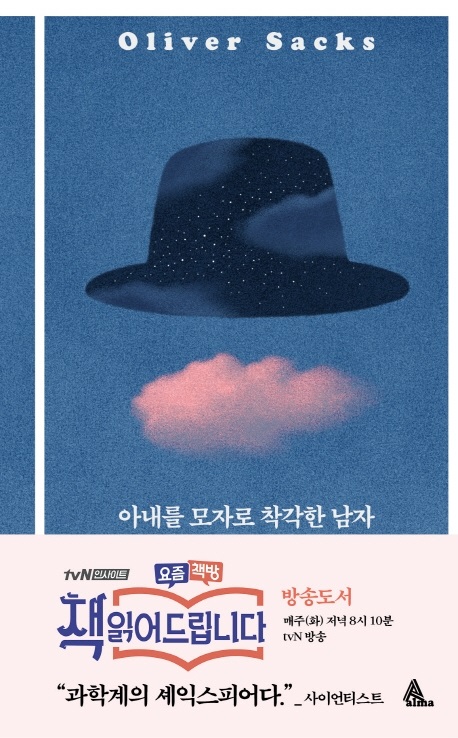 Oliver Sacks
아내를 모자로 착각한 남자
tvN 인사이트
요즘책방
책 읽어드립니다
방송도서
매주(화) 저녁 8시 10분
tvN 방송
“과학계의 셰익스피어다.” _ 사이언티스트
alma